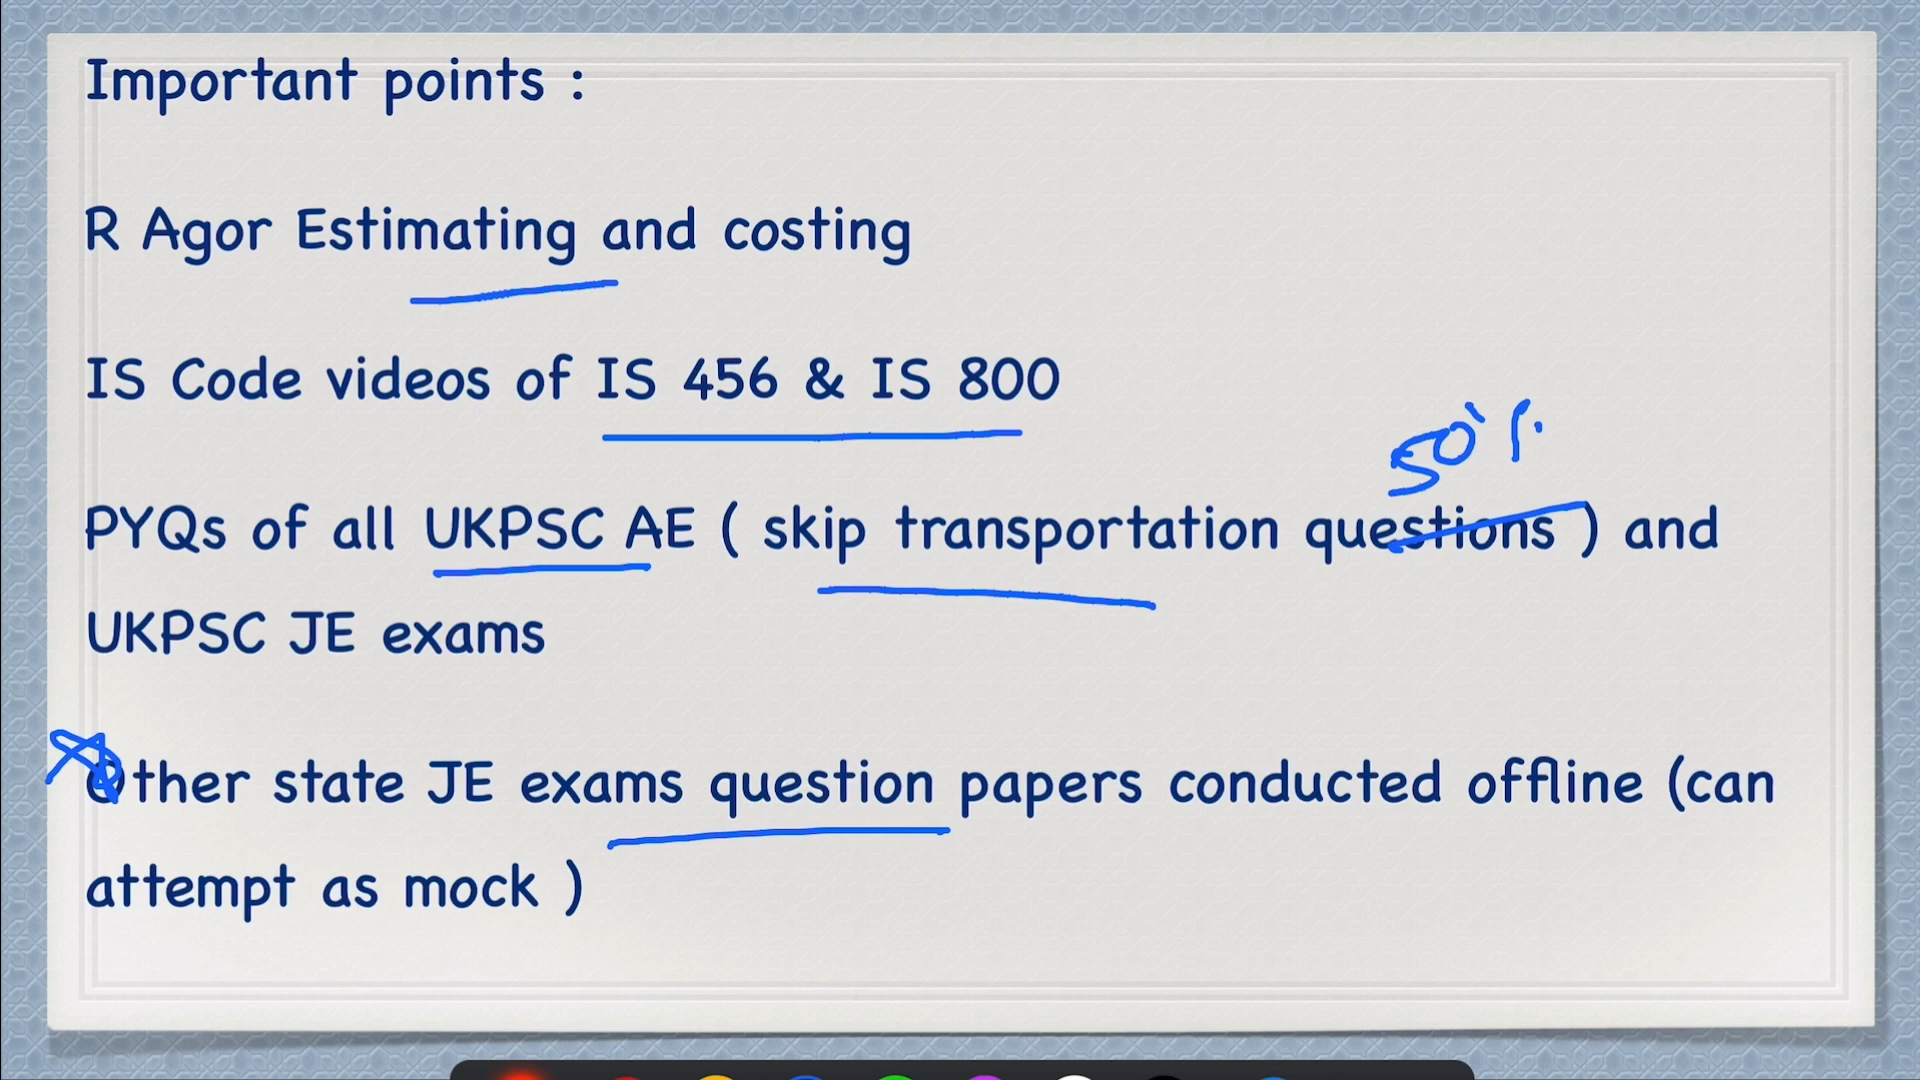 Important points :
R Agor Estimating and costing
IS Code videos of IS 456 & IS 800
50%
PYQs of all UKPSC AE ( skip transportation questions ) and
UKPSC JE exams
Other state JE exams question papers conducted offline (can
attempt as mock )